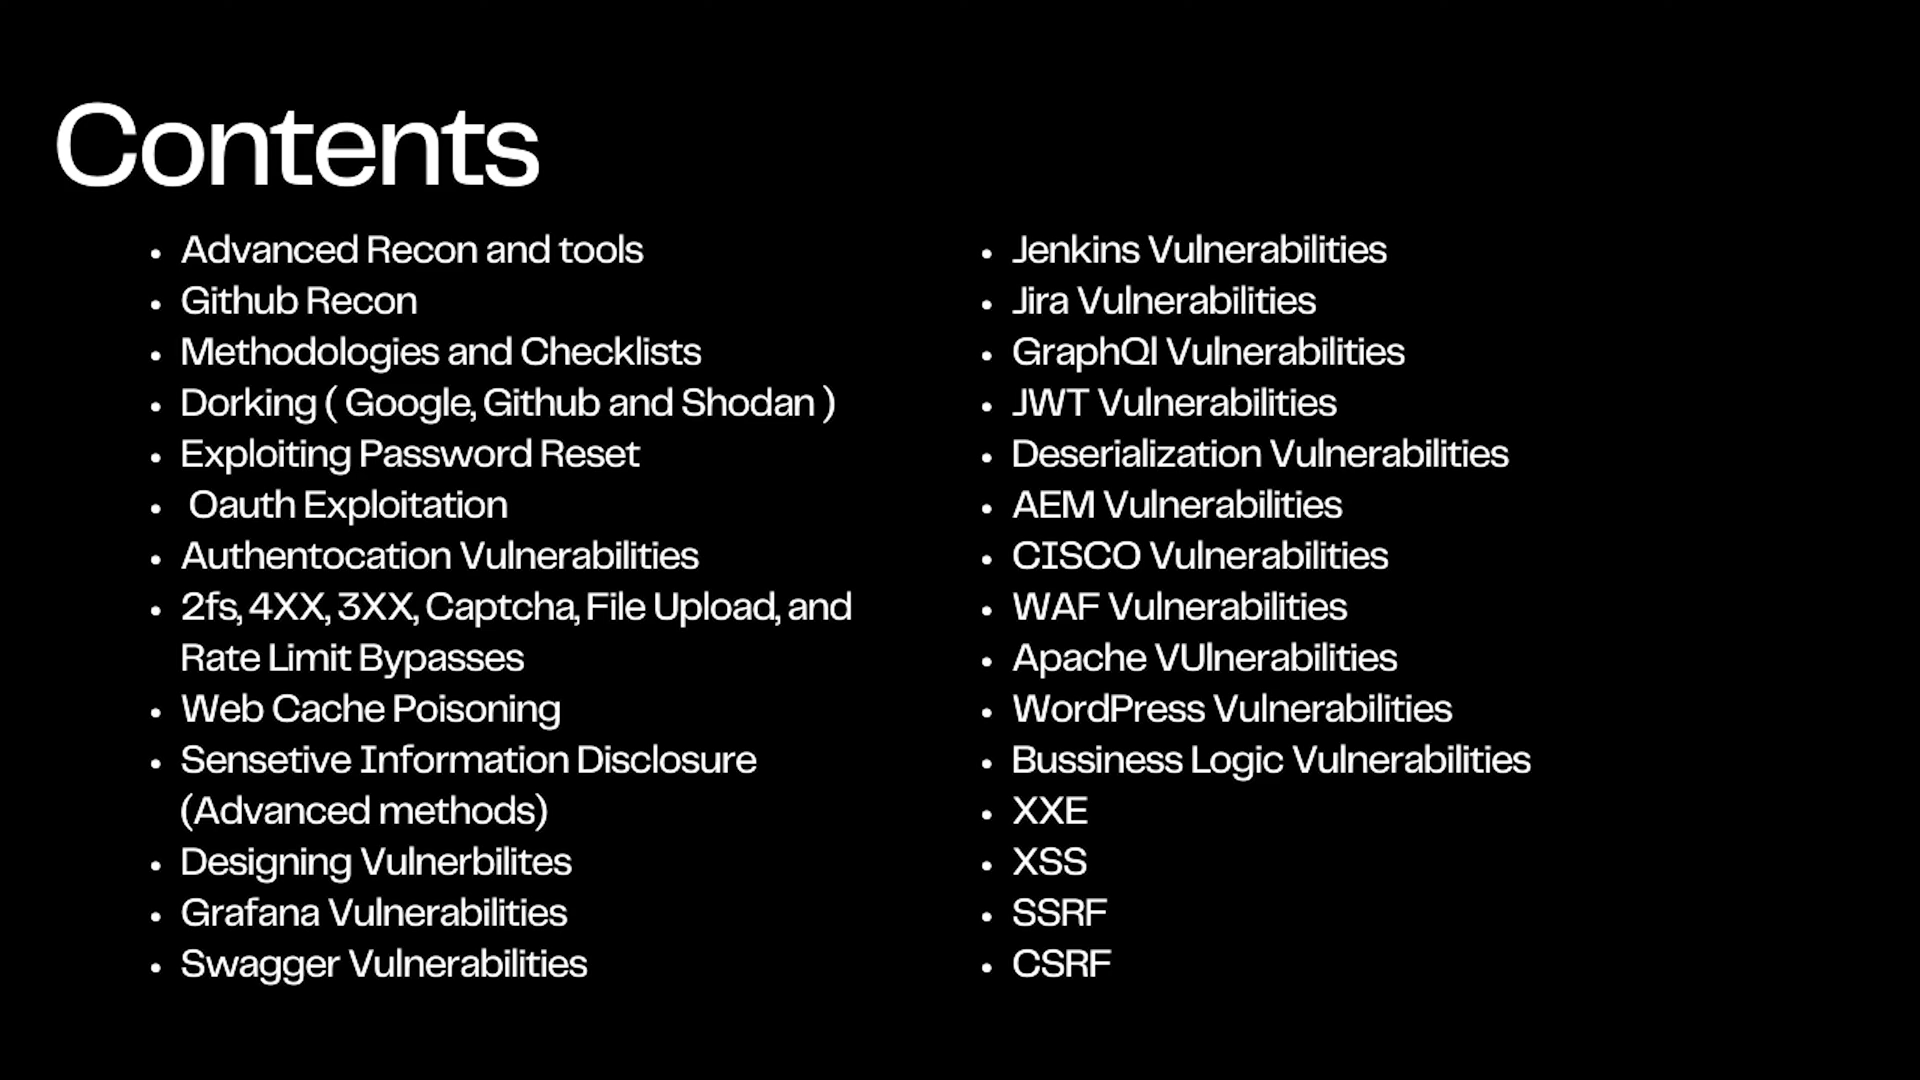 Contents
Advanced Recon and tools
Github Recon
Methodologies and Checklists
Dorking ( Google, Github and Shodan )
Exploiting Password Reset
Oauth Exploitation
Authentocation Vulnerabilities
2fs, 4XX, 3XX, Captcha, File Upload, and
Rate Limit Bypasses
Web Cache Poisoning
Sensetive Information Disclosure
(Advanced methods)
Designing Vulnerbilites
Grafana Vulnerabilities
Swagger Vulnerabilities
Jenkins Vulnerabilities
Jira Vulnerabilities
GraphQl Vulnerabilities
JWT Vulnerabilities
Deserialization Vulnerabilities
AEM Vulnerabilities
CISCO Vulnerabilities
WAF Vulnerabilities
Apache VUlnerabilities
WordPress Vulnerabilities
Bussiness Logic Vulnerabilities
XXE
XSS
SSRF
CSRF